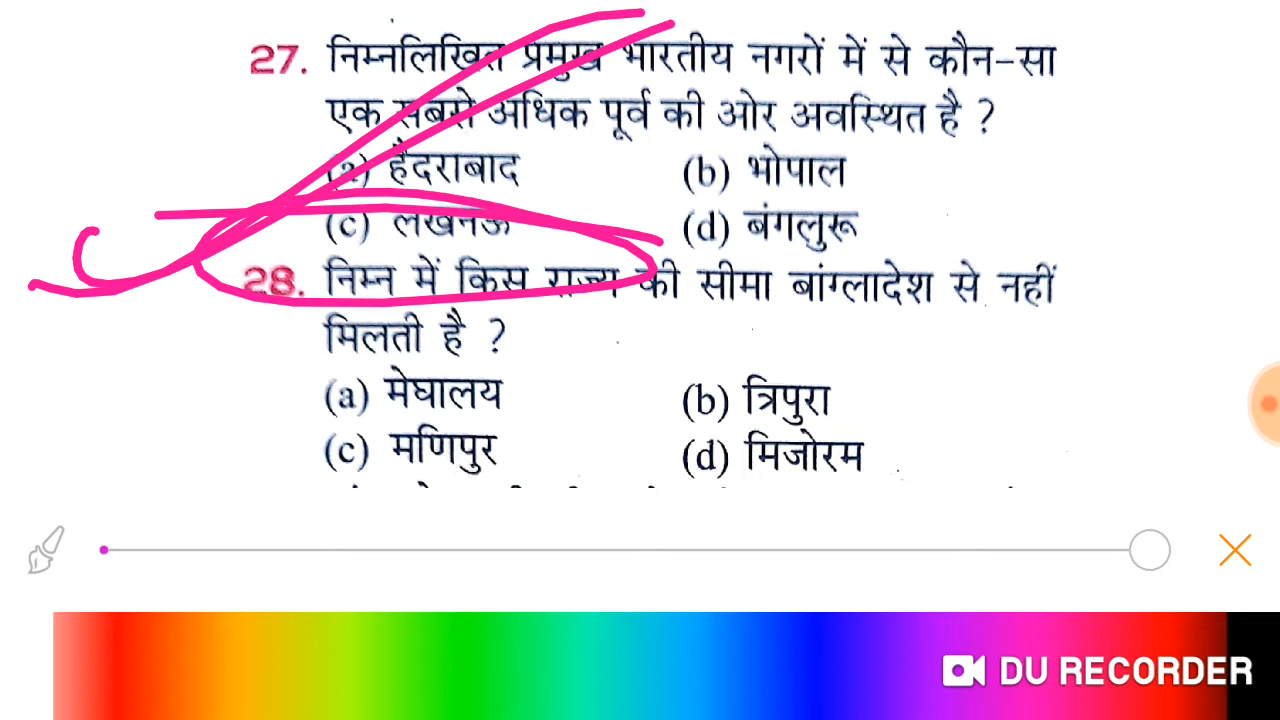 27. निम्नलिखित प्रमुख भारतीय नगरों में से कौन-सा
एक सबसे अधिक पूर्व की ओर अवस्थित है ?
(a) हैदराबाद (b) भोपाल
(c) लखनऊ (d) बंगलुरू
28. निम्न में किस राज्य की सीमा बांग्लादेश से नहीं
मिलती है ?
(a) मेघालय (b) त्रिपुरा
(c) मणिपुर (d) मिजोरम
DU RECORDER